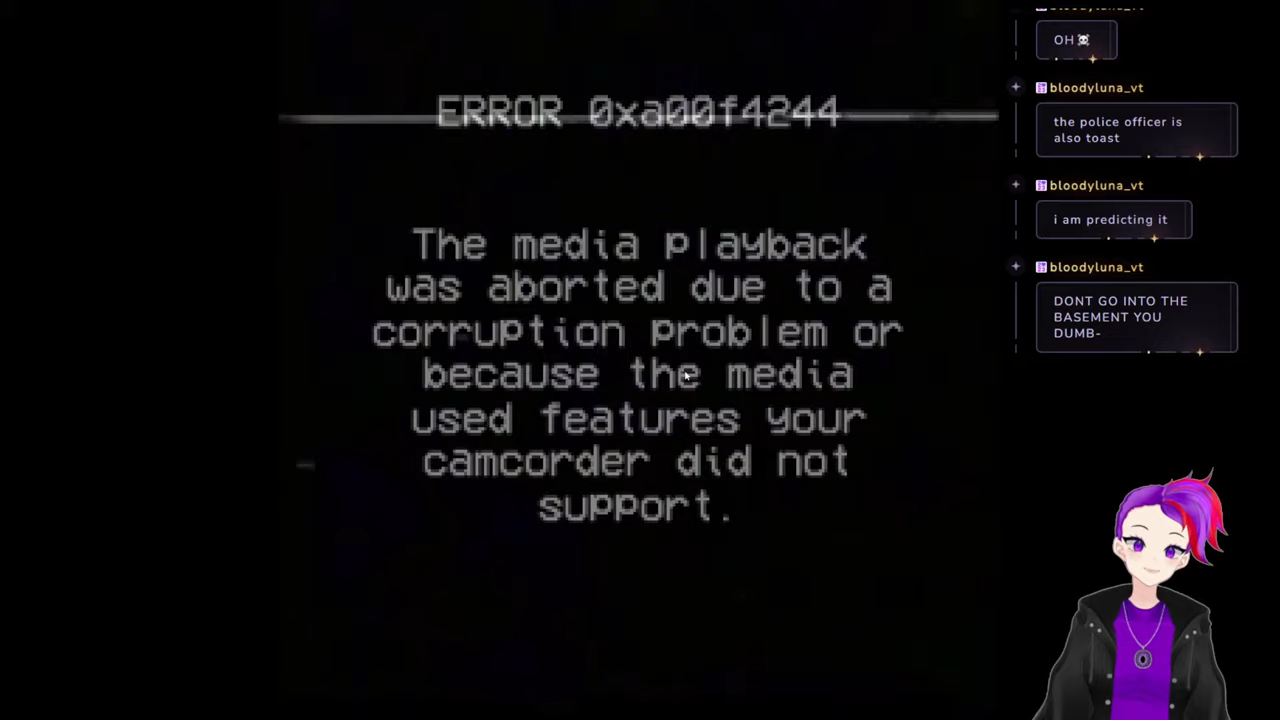 ERROR 0xa00f4244
The media playback
was aborted due to a
corruption problem or
because the media
used features your
camcorder did not
support.
OH☠
bloodyluna_vt
the police officer is
also toast
bloodyluna_vt
i am predicting it
bloodyluna_vt
DONT GO INTO THE
BASEMENT YOU
DUMB-